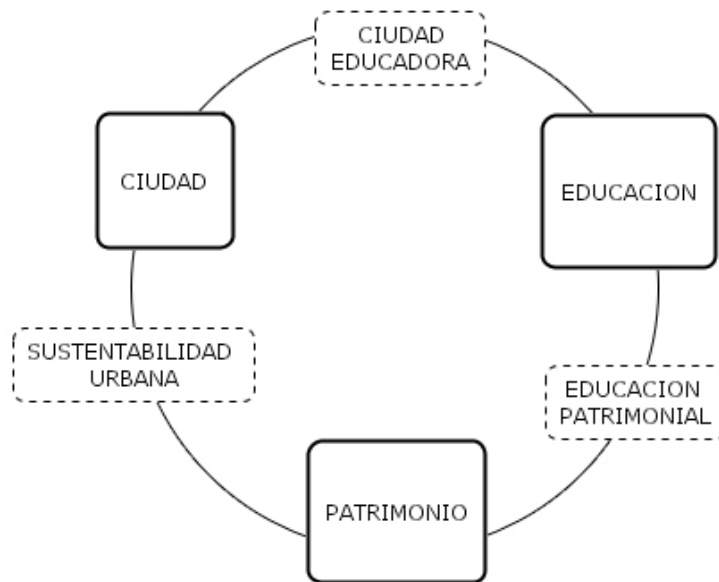 CIUDAD
EDUCADORA
CIUDAD
EDUCACION
SUSTENTABILIDAD
URBANA
EDUCACION
PATRIMONIAL
PATRIMONIO